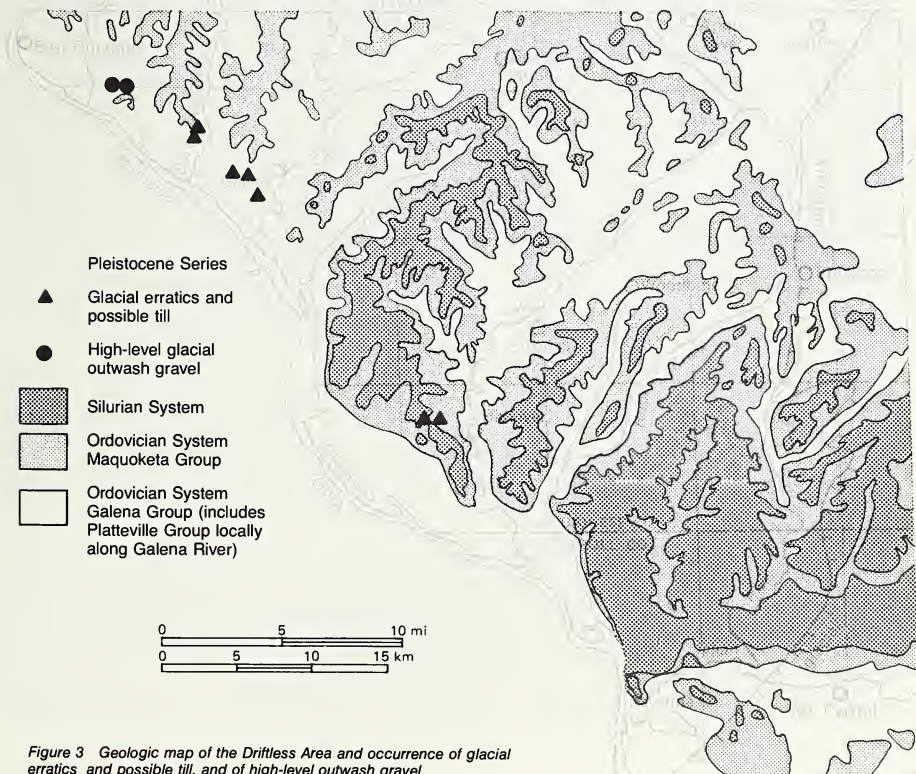 Pleistocene Series
Glacial erratics and
possible till
High-level glacial
outwash gravel
Silurian System
Ordovician System
Maquoketa Group
Ordovician System
Galena Group (includes
Platteville Group locally
along Galena River)
0 5 10 mi
0 5 10 15 km
Figure 3 Geologic map of the Driftless Area and occurrence of glacial
erratics and possible till, and of high-level outwash gravel